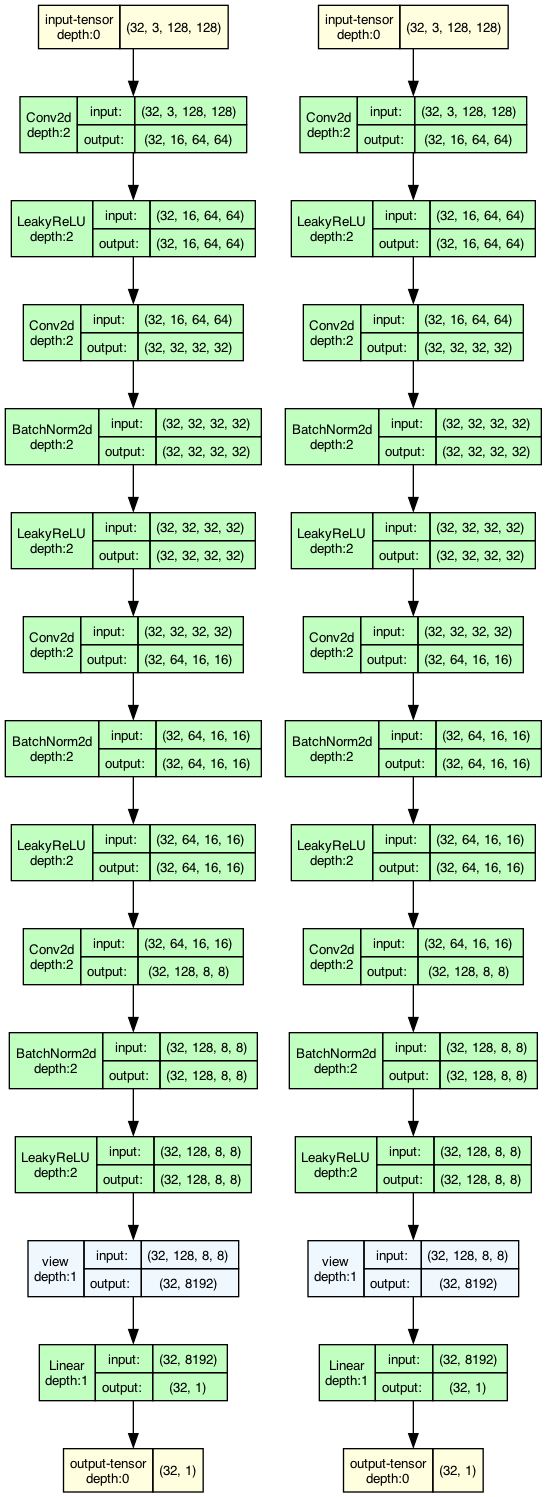 input-tensor
depth:0
(32, 3, 128, 128)
Conv2d
depth:2
input:
(32, 3, 128, 128)
output:
(32, 16, 64, 64)
LeakyReLU
depth:2
input:
(32, 16, 64, 64)
output:
(32, 16, 64, 64)
Conv2d
depth:2
input:
(32, 16, 64, 64)
output:
(32, 32, 32, 32)
BatchNorm2d
depth:2
input:
(32, 32, 32, 32)
output:
(32, 32, 32, 32)
LeakyReLU
depth:2
input:
(32, 32, 32, 32)
output:
(32, 32, 32, 32)
Conv2d
depth:2
input:
(32, 32, 32, 32)
output:
(32, 64, 16, 16)
BatchNorm2d
depth:2
input:
(32, 64, 16, 16)
output:
(32, 64, 16, 16)
LeakyReLU
depth:2
input:
(32, 64, 16, 16)
output:
(32, 64, 16, 16)
Conv2d
depth:2
input:
(32, 64, 16, 16)
output:
(32, 128, 8, 8)
BatchNorm2d
depth:2
input:
(32, 128, 8, 8)
output:
(32, 128, 8, 8)
LeakyReLU
depth:2
input:
(32, 128, 8, 8)
output:
(32, 128, 8, 8)
view
depth:1
input:
(32, 128, 8, 8)
output:
(32, 8192)
Linear
depth:1
input:
(32, 8192)
output:
(32, 1)
output-tensor
depth:0
(32, 1)
input-tensor
depth:0
(32, 3, 128, 128)
Conv2d
depth:2
input:
(32, 3, 128, 128)
output:
(32, 16, 64, 64)
LeakyReLU
depth:2
input:
(32, 16, 64, 64)
output:
(32, 16, 64, 64)
Conv2d
depth:2
input:
(32, 16, 64, 64)
output:
(32, 32, 32, 32)
BatchNorm2d
depth:2
input:
(32, 32, 32, 32)
output:
(32, 32, 32, 32)
LeakyReLU
depth:2
input:
(32, 32, 32, 32)
output:
(32, 32, 32, 32)
Conv2d
depth:2
input:
(32, 32, 32, 32)
output:
(32, 64, 16, 16)
BatchNorm2d
depth:2
input:
(32, 64, 16, 16)
output:
(32, 64, 16, 16)
LeakyReLU
depth:2
input:
(32, 64, 16, 16)
output:
(32, 64, 16, 16)
Conv2d
depth:2
input:
(32, 64, 16, 16)
output:
(32, 128, 8, 8)
BatchNorm2d
depth:2
input:
(32, 128, 8, 8)
output:
(32, 128, 8, 8)
LeakyReLU
depth:2
input:
(32, 128, 8, 8)
output:
(32, 128, 8, 8)
view
depth:1
input:
(32, 128, 8, 8)
output:
(32, 8192)
Linear
depth:1
input:
(32, 8192)
output:
(32, 1)
output-tensor
depth:0
(32, 1)